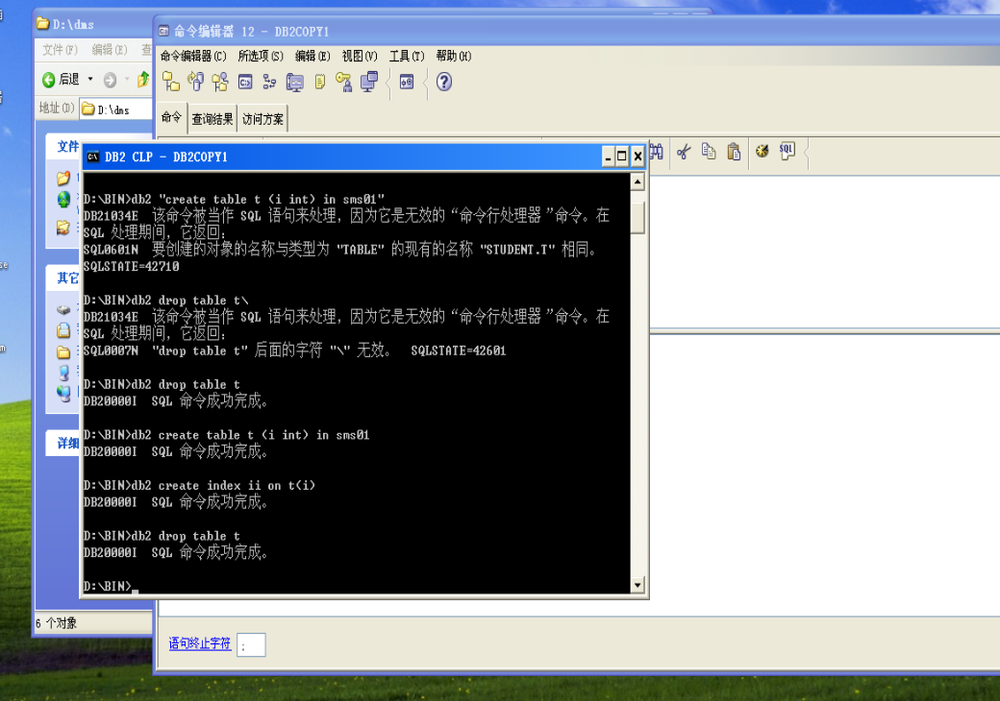 D:\dms
文件(F) 编辑(E) 查
后退
地址(D) D:\dms
文件
其它
详细
6 个对象
命令编辑器 12 - DB2COPY1
命令编辑器(C) 所选项(S) 编辑(E) 视图(V) 工具(T) 帮助(H)
命令 查询结果 访问方案
SQL
DB2 CLP - DB2COPY1
D:\BIN>db2 "create table t (i int) in sms01"
DB21034E 该命令被当作 SQL 语句来处理，因为它是无效的“命令行处理器 ”命令。在
SQL 处理期间，它返回：
SQL0601N 要创建的对象的名称与类型为 "TABLE" 的现有的名称 "STUDENT.T" 相同。
SQLSTATE=42710
D:\BIN>db2 drop table t\
DB21034E 该命令被当作 SQL 语句来处理，因为它是无效的“命令行处理器 ”命令。在
SQL 处理期间，它返回：
SQL0007N "drop table t" 后面的字符 "\" 无效。 SQLSTATE=42601
D:\BIN>db2 drop table t
DB20000I SQL 命令成功完成。
D:\BIN>db2 create table t (i int) in sms01
DB20000I SQL 命令成功完成。
D:\BIN>db2 create index ii on t(i)
DB20000I SQL 命令成功完成。
D:\BIN>db2 drop table t
DB20000I SQL 命令成功完成。
D:\BIN>_
语句终止字符 ;